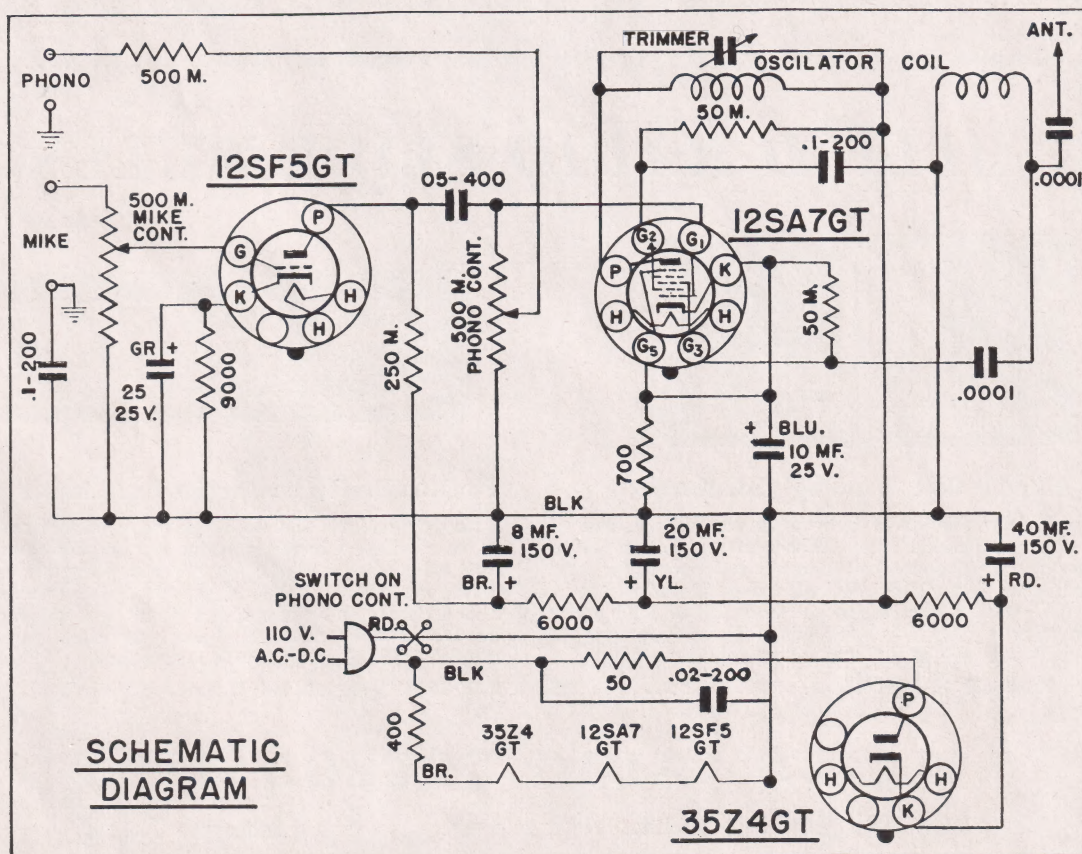 TRIMMER
ANT.
500 M.
OSCILATOR COIL
PHONO
50 M.
.1-200
.0001
12SF5GT
05-400
500 M.
MIKE
CONT.
MIKE
12SA7GT
P
G
K
H
H
G2
4
G1
P
K
H
H
G5
G3
500 M.
PHONO CONT.
250 M.
50 M.
.0001
.1-200
GR +
25
25 V.
9000
700
+ BLU.
10 MF.
25 V.
BLK
8 MF.
150 V.
BR. +
20 MF.
150 V.
+ YL.
40 MF.
150 V.
+ RD.
SWITCH ON
PHONO CONT.
6000
6000
110 V.
A.C.-D.C.
RD.
BLK
50
.02-200
400
BR.
35Z4
GT
12SA7
GT
12SF5
GT
P
H
H
K
SCHEMATIC
DIAGRAM
35Z4GT